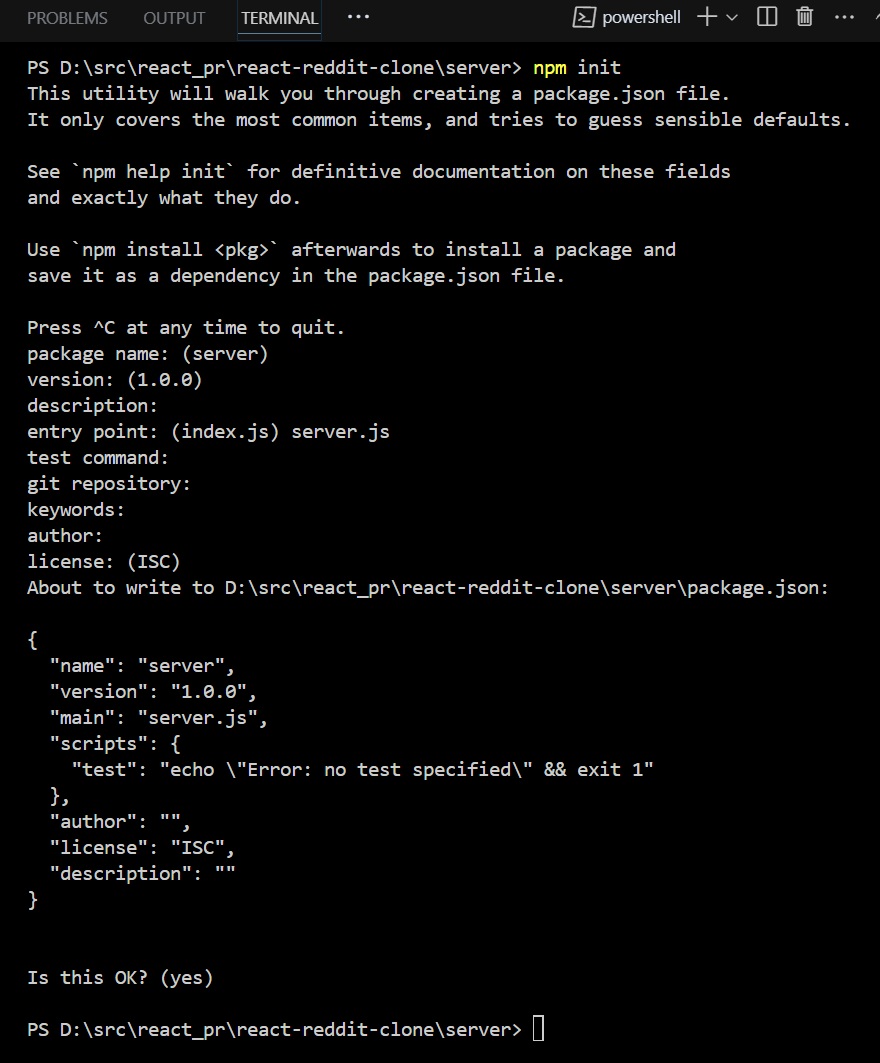 PROBLEMS OUTPUT TERMINAL ... powershell
PS D:\src\react_pr\react-reddit-clone\server> npm init
This utility will walk you through creating a package.json file.
It only covers the most common items, and tries to guess sensible defaults.

See `npm help init` for definitive documentation on these fields
and exactly what they do.

Use `npm install <pkg>` afterwards to install a package and
save it as a dependency in the package.json file.

Press ^C at any time to quit.
package name: (server)
version: (1.0.0)
description:
entry point: (index.js) server.js
test command:
git repository:
keywords:
author:
license: (ISC)
About to write to D:\src\react_pr\react-reddit-clone\server\package.json:

{
  "name": "server",
  "version": "1.0.0",
  "main": "server.js",
  "scripts": {
    "test": "echo \"Error: no test specified\" && exit 1"
  },
  "author": "",
  "license": "ISC",
  "description": ""
}

Is this OK? (yes)

PS D:\src\react_pr\react-reddit-clone\server>